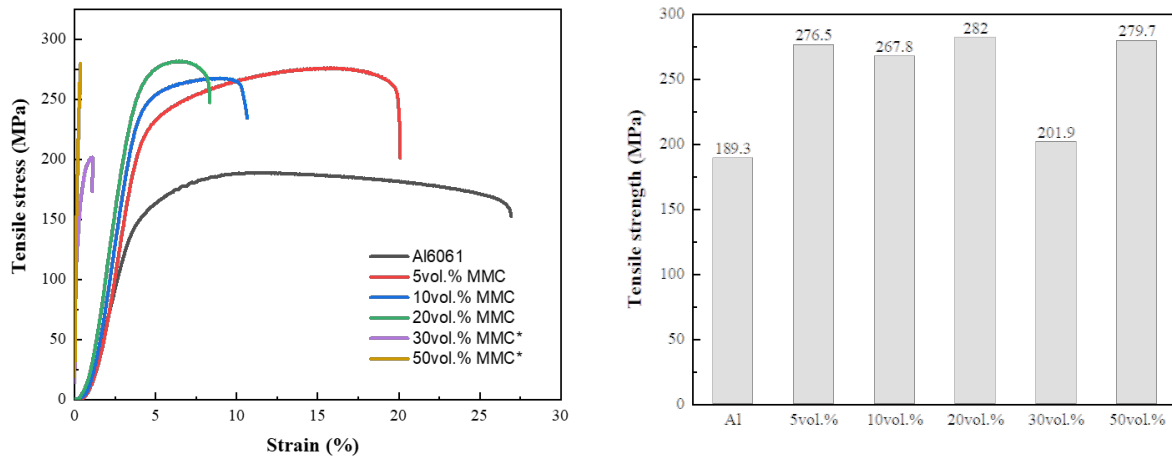 300
250
200
150
100
50
0
0
5
10
15
20
25
30
Tensile stress (MPa)
Strain (%)
Al6061
5vol.% MMC
10vol.% MMC
20vol.% MMC
30vol.% MMC*
50vol.% MMC*
300
250
200
150
100
50
0
Tensile strength (MPa)
189.3
276.5
267.8
282
201.9
279.7
Al
5vol.%
10vol.%
20vol.%
30vol.%
50vol.%